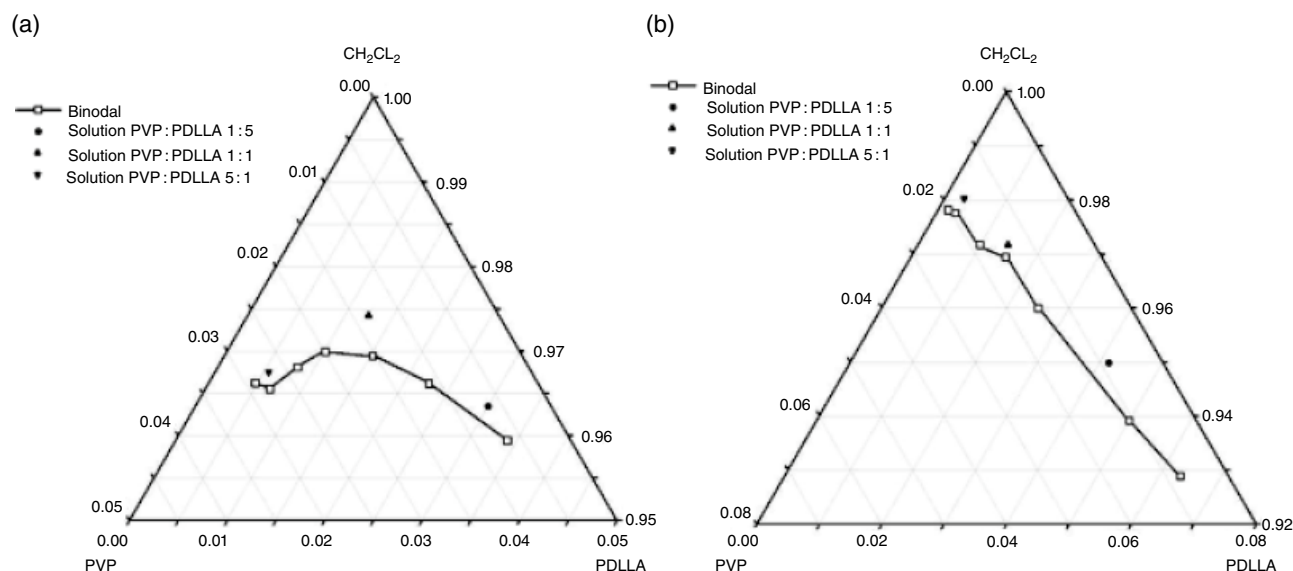 (a)
CH₂CL₂
0.00 1.00
Binodal
Solution PVP:PDLLA 1:5
Solution PVP:PDLLA 1:1
Solution PVP:PDLLA 5:1
0.01 0.99
0.02 0.98
0.03 0.97
0.04 0.96
0.05 0.95
0.00 0.01 0.02 0.03 0.04 0.05
PVP PDLLA
(b)
CH₂CL₂
0.00 1.00
Binodal
Solution PVP:PDLLA 1:5
Solution PVP:PDLLA 1:1
Solution PVP:PDLLA 5:1
0.02 0.98
0.04 0.96
0.06 0.94
0.08 0.92
0.00 0.02 0.04 0.06 0.08
PVP PDLLA